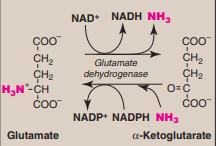 NAD⁺ NADH NH₃
COO⁻ COO⁻
CH₂ Glutamate CH₂
CH₂ dehydrogenase CH₂
H₃N⁺-CH O=C
COO⁻ COO⁻
NADP⁺ NADPH NH₃
Glutamate α-Ketoglutarate